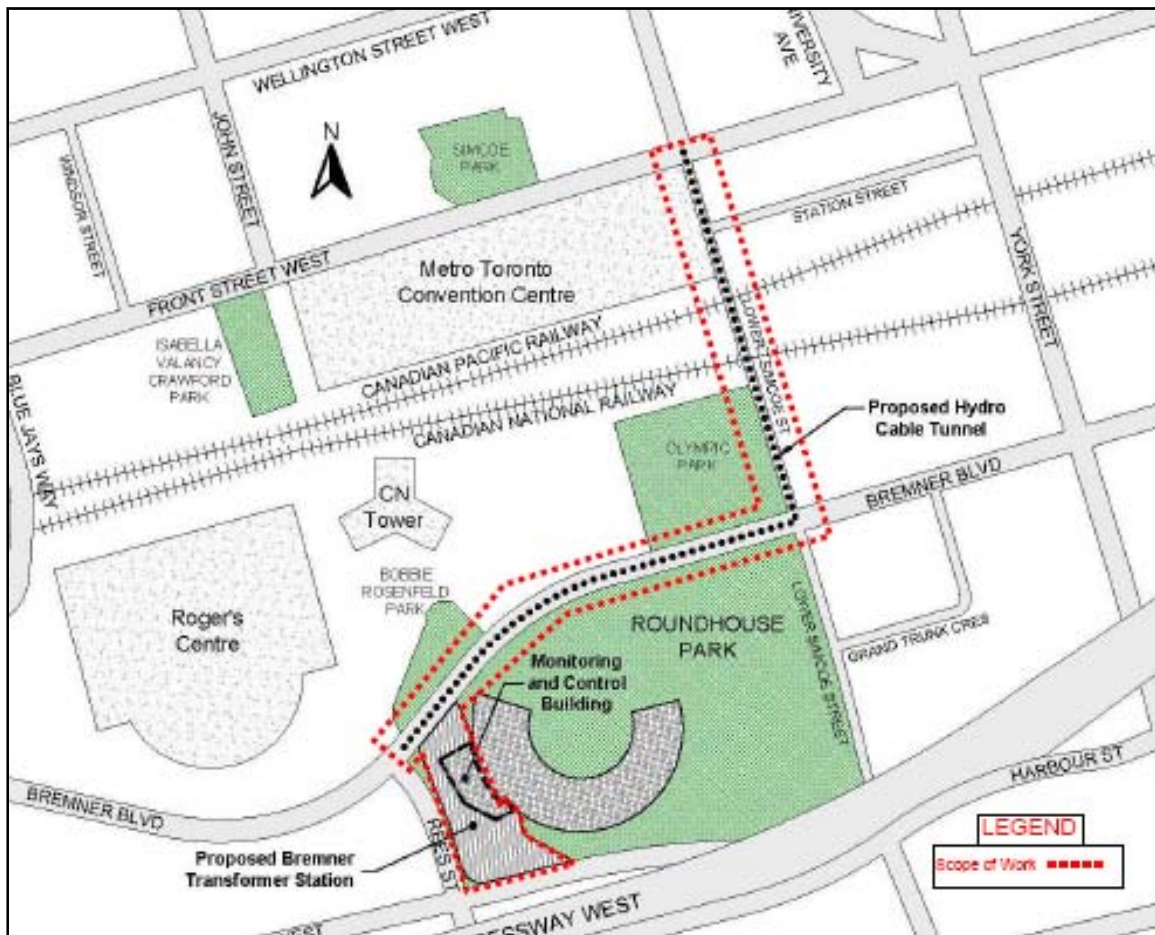 WELLINGTON STREET WEST
UNIVERSITY
AVE
JOHN STREET
WINDSOR STREET
N
SIMCOE
PARK
STATION STREET
YORK STREET
FRONT STREET WEST
Metro Toronto
Convention Centre
ISABELLA
VALANCY
CRAWFORD
PARK
CANADIAN PACIFIC RAILWAY
CANADIAN NATIONAL RAILWAY
(LOWER) SIMCOE ST
BLUE JAYS WAY
Proposed Hydro
Cable Tunnel
OLYMPIC
PARK
BREMNER BLVD
CN
Tower
BOBBIE
ROSENFELD
PARK
Roger's
Centre
ROUNDHOUSE
PARK
LOWER SIMCOE STREET
GRAND TRUNK CRES
Monitoring
and Control
Building
HARBOUR ST
BREMNER BLVD
REES ST
Proposed Bremner
Transformer Station
LEGEND
Scope of Work
ESSWAY WEST
EST